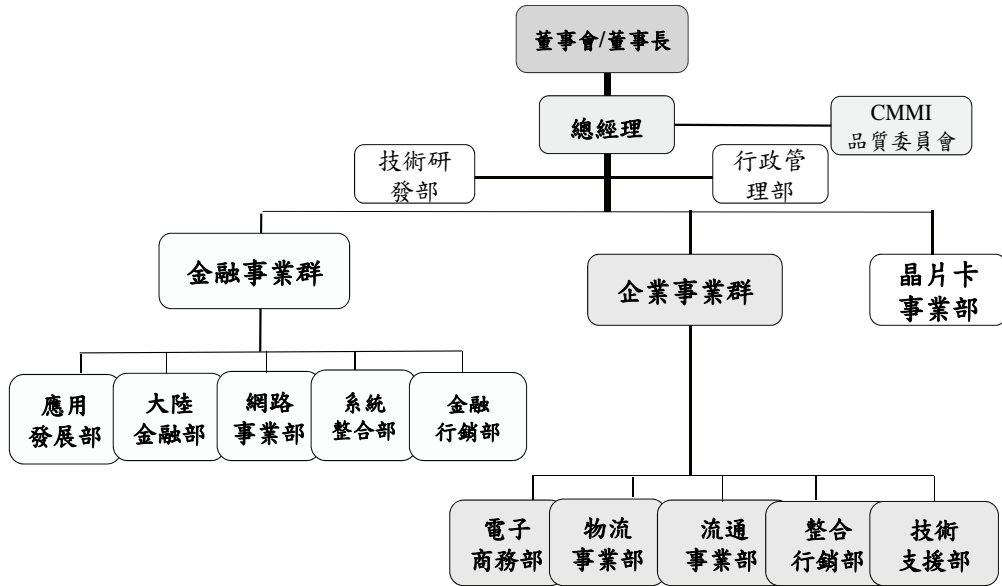 董事會/董事長
總經理
CMMI
品質委員會
技術研
發部
行政管
理部
金融事業群
企業事業群
晶片卡
事業部
應用
發展部
大陸
金融部
網路
事業部
系統
整合部
金融
行銷部
電子
商務部
物流
事業部
流通
事業部
整合
行銷部
技術
支援部